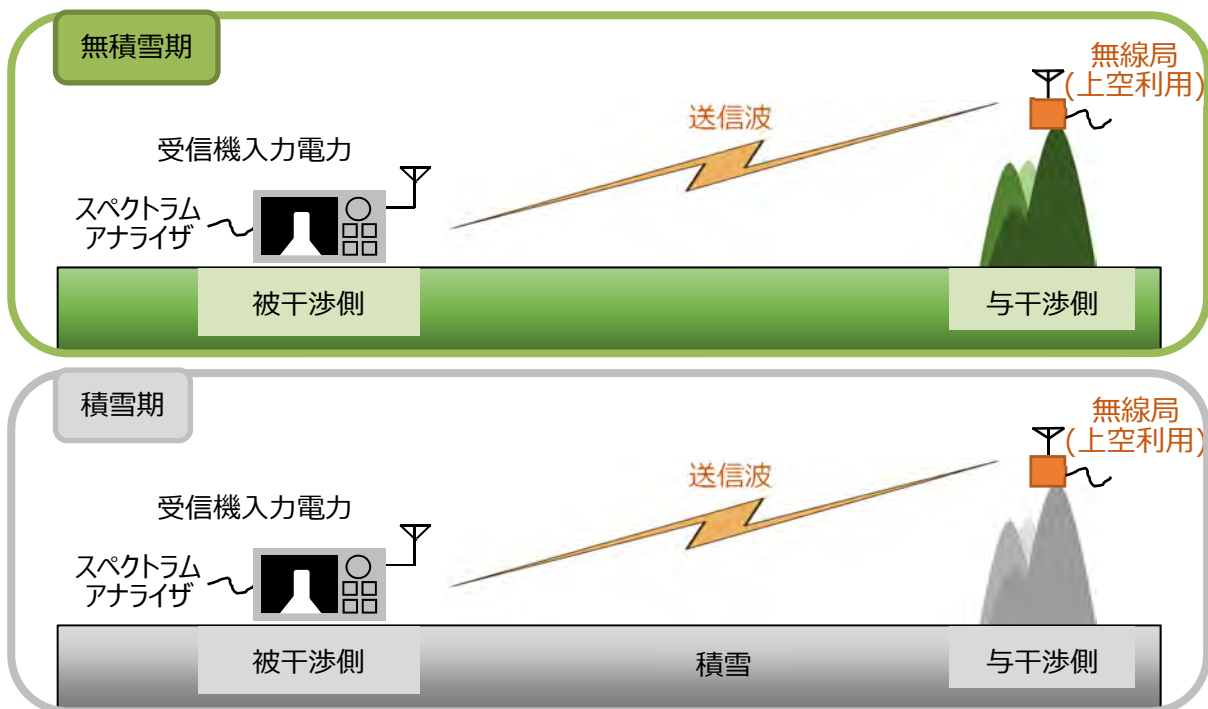 無積雪期
無線局
(上空利用)
送信波
受信機入力電力
スペクトラム
アナライザ
被干渉側
与干渉側
積雪期
無線局
(上空利用)
送信波
受信機入力電力
スペクトラム
アナライザ
被干渉側
積雪
与干渉側